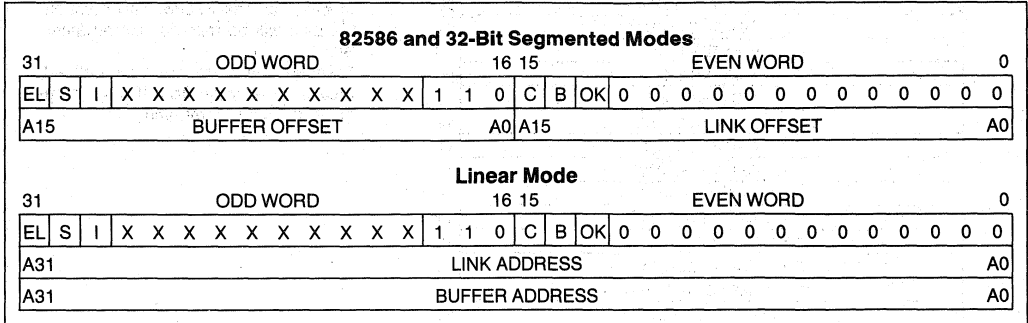 82586 and 32-Bit Segmented Modes
31 ODD WORD 16 15 EVEN WORD 0
EL S I X X X X X X X X X X 1 1 0 C B OK 0 0 0 0 0 0 0 0 0 0 0 0 0
A15 BUFFER OFFSET A0 A15 LINK OFFSET A0
Linear Mode
31 ODD WORD 16 15 EVEN WORD 0
EL S I X X X X X X X X X X 1 1 0 C B OK 0 0 0 0 0 0 0 0 0 0 0 0 0
A31 LINK ADDRESS A0
A31 BUFFER ADDRESS A0